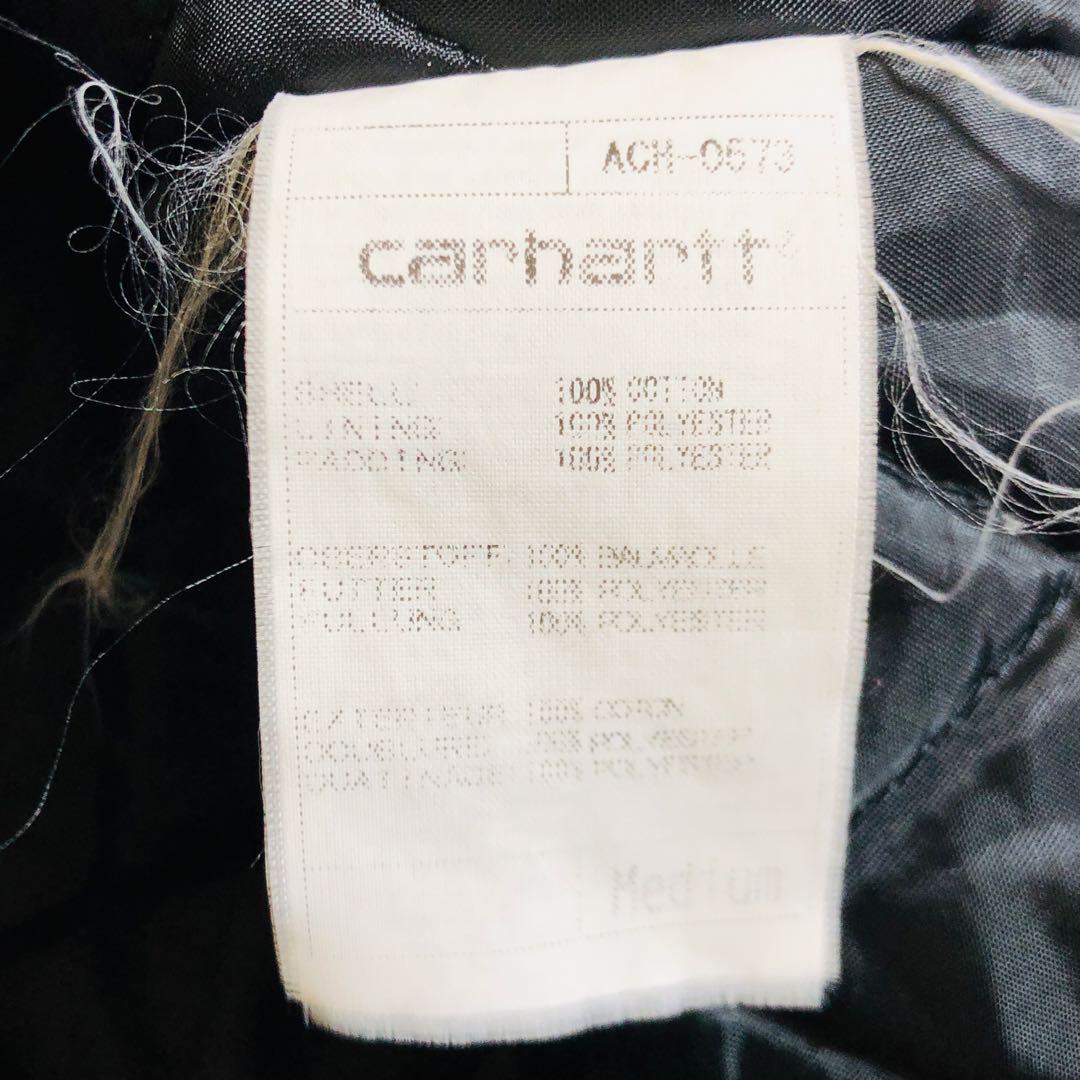 ACH-0673
carhartt
SHELL 100% COTTON
LINING 100% POLYESTER
PADDING 100% POLYESTER
OBERSTOFF 100% BAUMWOLLE
FUTTER 100% POLYESTER
FULLUNG 100% POLYESTER
EXTERIEUR 100% COTON
DOUBLURE 100% POLYESTER
OUATINAGE 100% POLYESTER
Medium